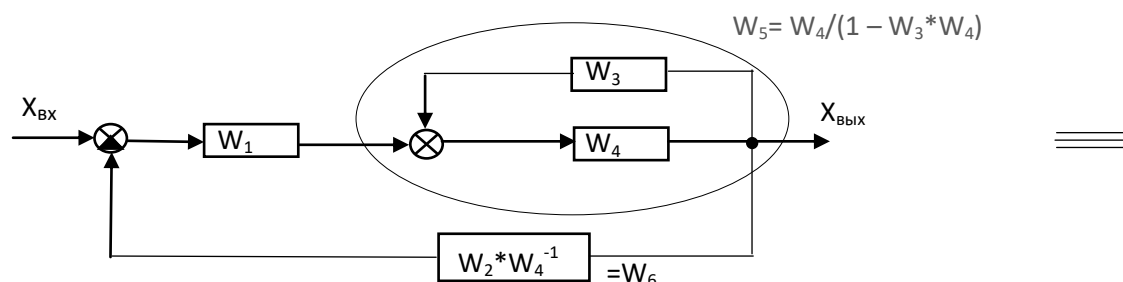 W₅= W₄/(1 – W₃*W₄)
W₃
Xвх
Xвых
W₁
W₄
W₂*W₄⁻¹
=W₆